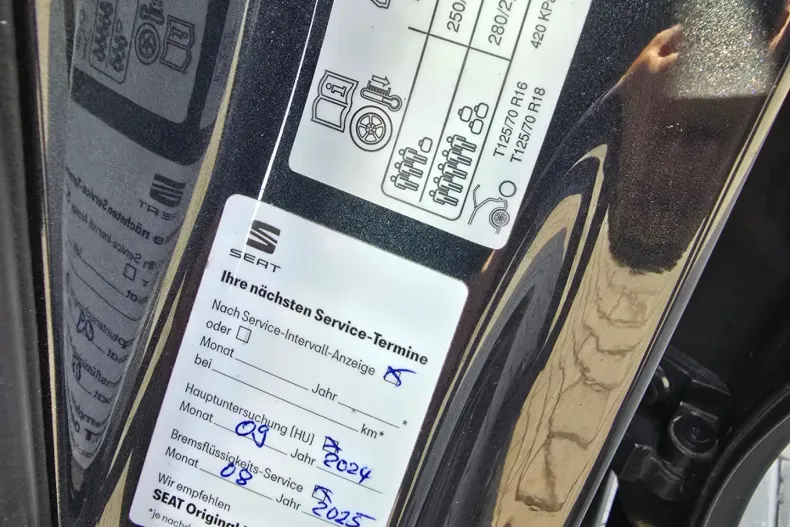 250/
280/2
420 KPa
T125/70 R16
T125/70 R18
SEAT
Ihre nächsten Service-Termine
Nach Service-Intervall-Anzeige
oder
Monat Jahr *
bei km*
Hauptuntersuchung (HU)
Monat 09 Jahr 2024
Bremsflüssigkeits-Service
Monat 08 Jahr 2025
Wir empfehlen
SEAT Original
*je nach